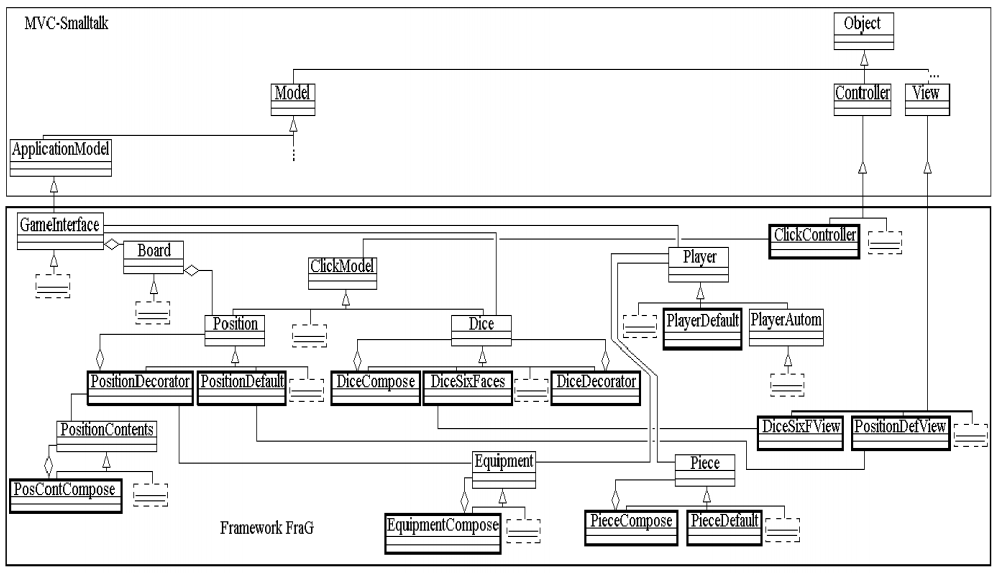 MVC-Smalltalk
Object
...
Model
Controller
View
ApplicationModel
GameInterface
ClickController
Board
ClickModel
Player
Position
Dice
PlayerDefault
PlayerAutom
PositionDecorator
PositionDefault
DiceCompose
DiceSixFaces
DiceDecorator
PositionContents
DiceSixFView
PositionDefView
Equipment
Piece
PosContCompose
EquipmentCompose
PieceCompose
PieceDefault
Framework FraG